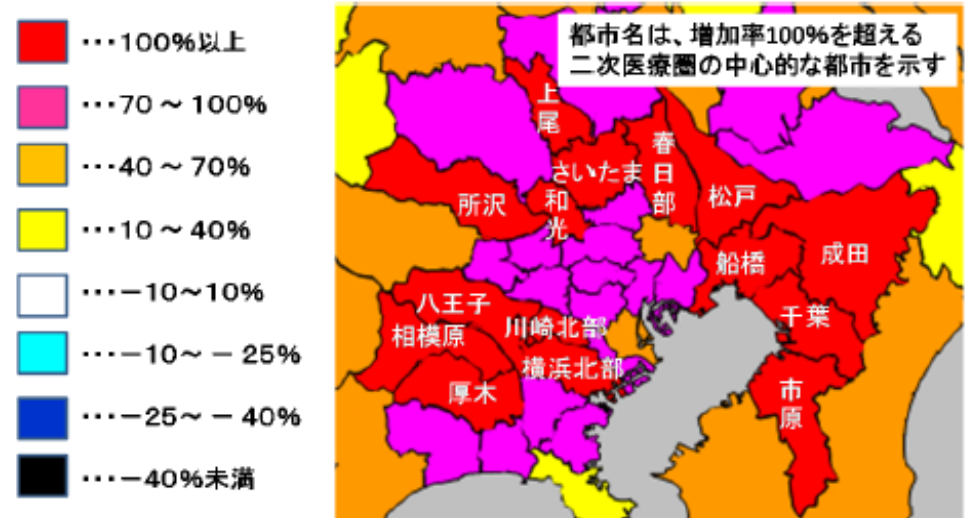 …100%以上
…70～100%
…40～70%
…10～40%
…－10～10%
…－10～－25%
…－25～－40%
…－40%未満
都市名は、増加率100%を超える
二次医療圏の中心的な都市を示す
上尾
さいたま
春日部
所沢
和光
松戸
船橋
成田
八王子
千葉
相模原
川崎北部
横浜北部
厚木
市原